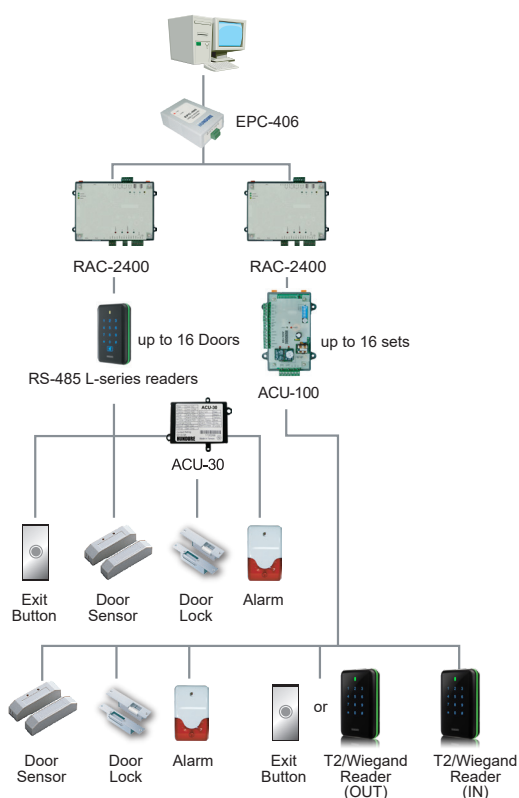 EPC-406
RAC-2400
RAC-2400
up to 16 Doors
up to 16 sets
RS-485 L-series readers
ACU-100
ACU-30
ACU-30
Exit
Button
Door
Sensor
Door
Lock
Alarm
or
Door
Sensor
Door
Lock
Alarm
Exit
Button
T2/Wiegand
Reader
(OUT)
T2/Wiegand
Reader
(IN)